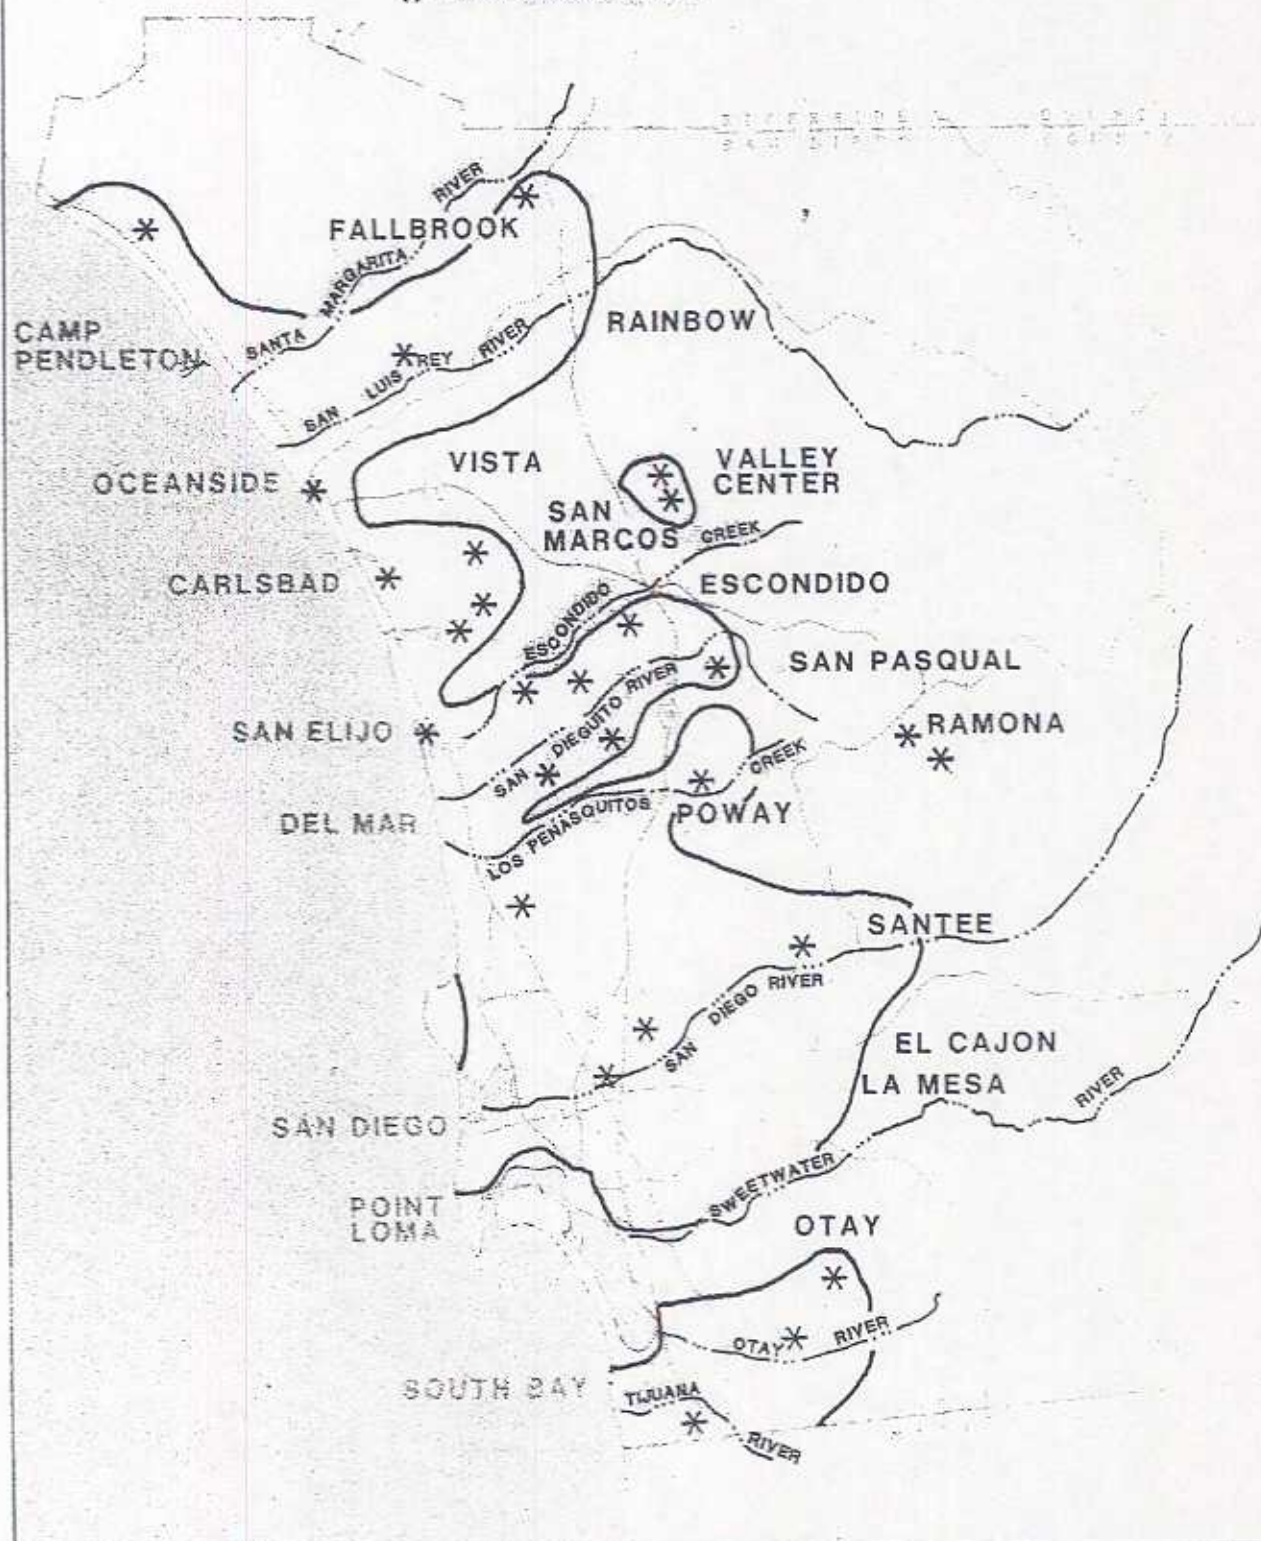 RIVER
FALLBROOK
MARGARITA
SANTA
CAMP
PENDLETON
RAINBOW
SAN LUIS REY RIVER
VISTA
VALLEY
CENTER
OCEANSIDE
SAN
MARCOS
CREEK
CARLSBAD
ESCONDIDO
ESCONDIDO
SAN PASQUAL
SAN DIEGUITO RIVER
SAN ELIJO
RAMONA
CREEK
DEL MAR
LOS PENASQUITOS
POWAY
SANTEE
SAN DIEGO RIVER
EL CAJON
LA MESA
RIVER
SAN DIEGO
SWEETWATER
POINT
LOMA
OTAY
OTAY RIVER
SOUTH BAY
TIJUANA
RIVER